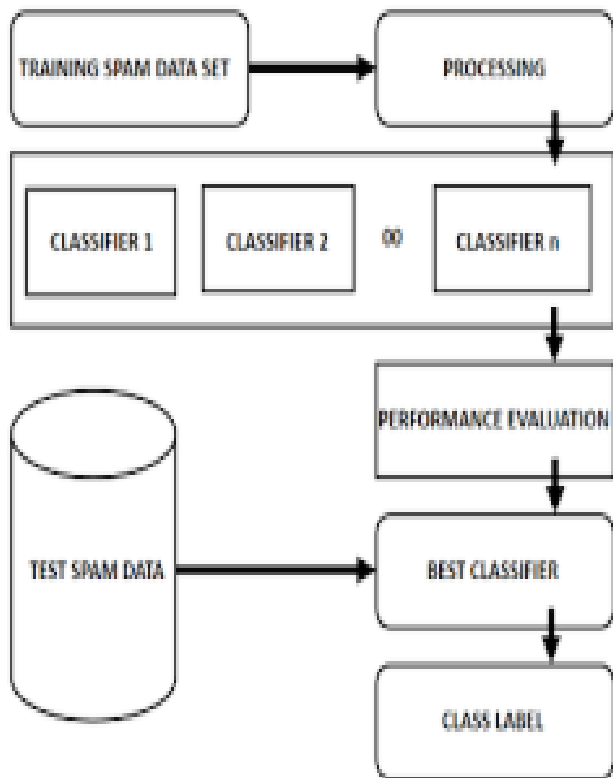 TRAINING SPAM DATA SET
PROCESSING
CLASSIFIER 1
CLASSIFIER 2
00
CLASSIFIER n
PERFORMANCE EVALUATION
TEST SPAM DATA
BEST CLASSIFIER
CLASS LABEL